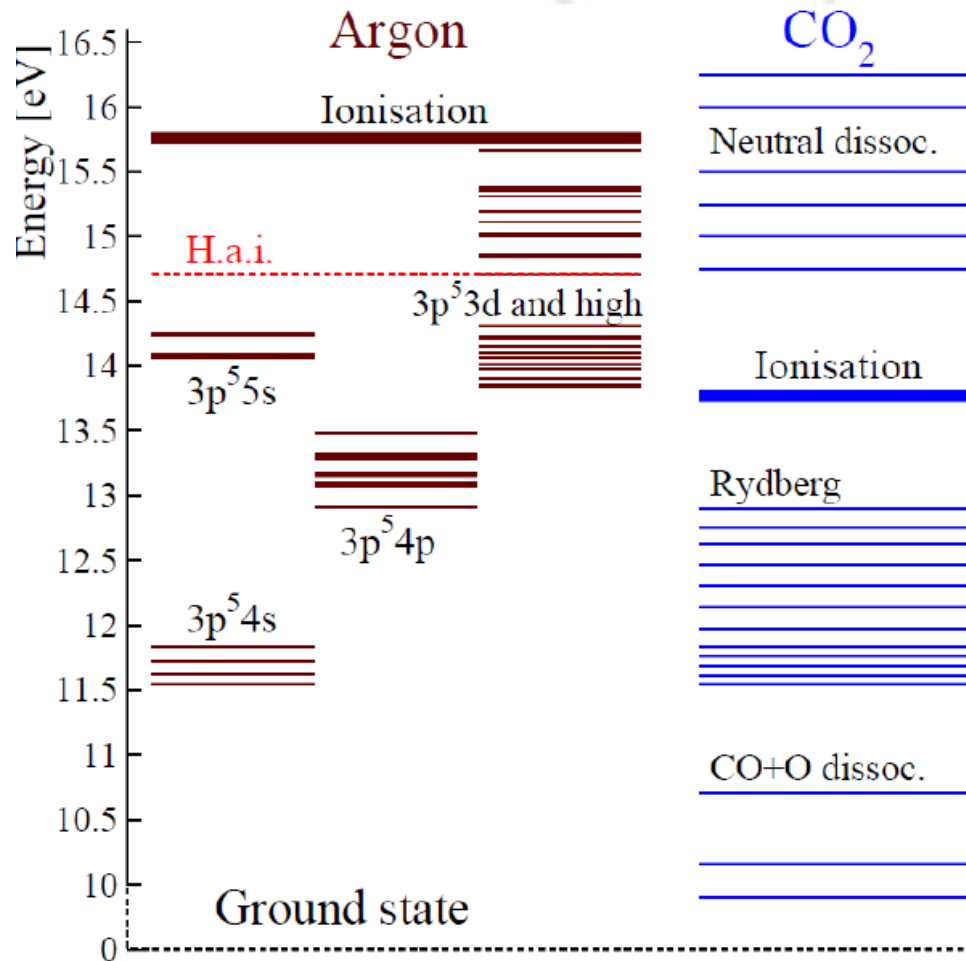 Argon
CO₂
Energy [eV]
16.5
16
15.5
15
14.5
14
13.5
13
12.5
12
11.5
11
10.5
10
0
Ionisation
H.a.i.
3p⁵3d and high
3p⁵5s
3p⁵4p
3p⁵4s
Ground state
Neutral dissoc.
Ionisation
Rydberg
CO+O dissoc.